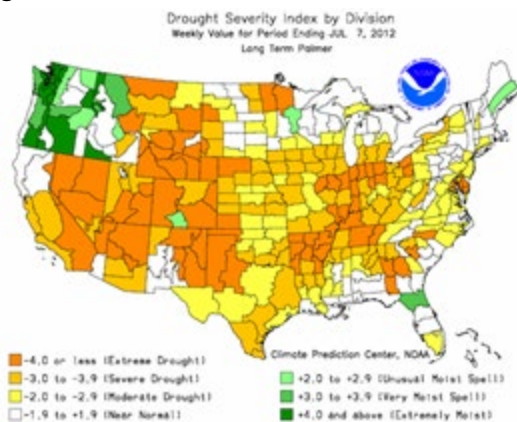 Drought Severity Index by Division
Weekly Value for Period Ending JUL 7, 2012
Long Term Palmer
NOAA
Climate Prediction Center, NOAA
-4.0 or less (Extreme Drought)
-3.0 to -3.9 (Severe Drought)
-2.0 to -2.9 (Moderate Drought)
-1.9 to +1.9 (Near Normal)
+2.0 to +2.9 (Unusual Moist Spell)
+3.0 to +3.9 (Very Moist Spell)
+4.0 and above (Extremely Moist)